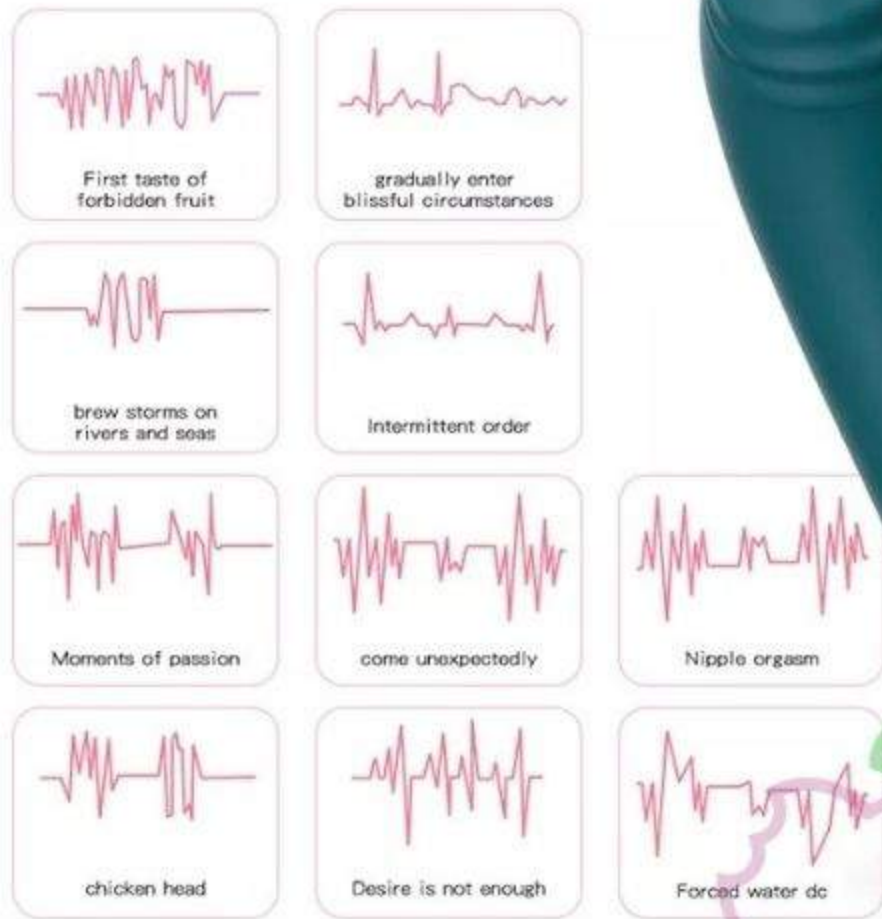 First taste of
forbidden fruit
gradually enter
blissful circumstances
brew storms on
rivers and seas
Intermittent order
Moments of passion
come unexpectedly
Nipple orgasm
chicken head
Desire is not enough
Forced water dc